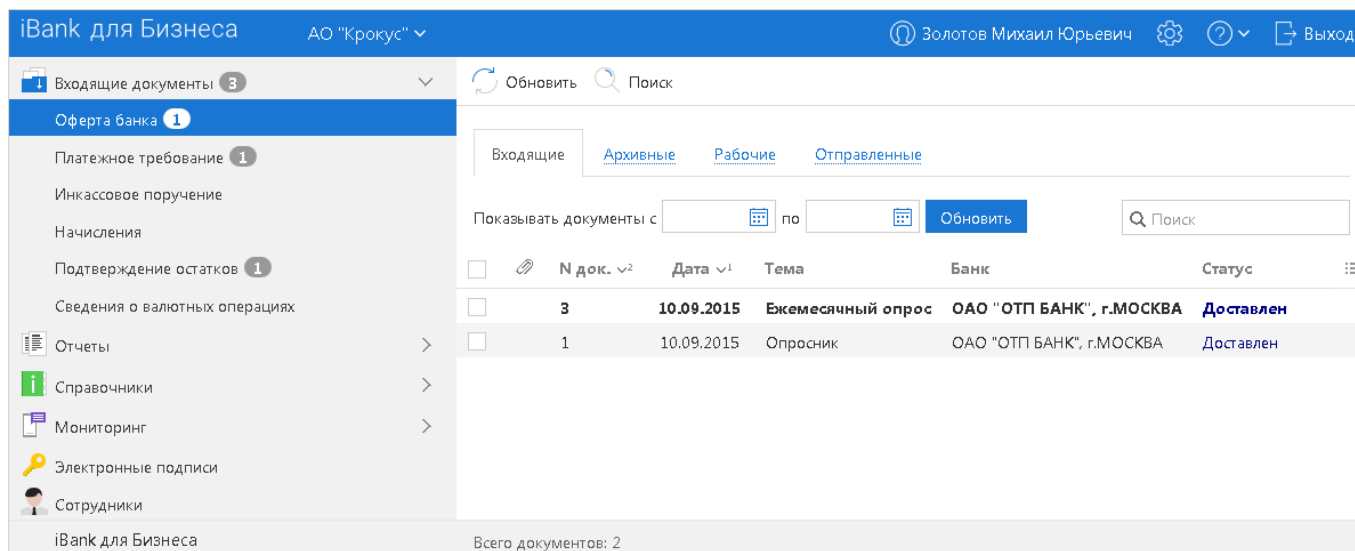 iBank для Бизнеса
АО "Крокус"
Золотов Михаил Юрьевич
Выход
Входящие документы 3
Оферта банка 1
Платежное требование 1
Инкассовое поручение
Начисления
Подтверждение остатков 1
Сведения о валютных операциях
Отчеты
Справочники
Мониторинг
Электронные подписи
Сотрудники
iBank для Бизнеса
Обновить Поиск
Входящие Архивные Рабочие Отправленные
Показывать документы с по Обновить Поиск
N док. 2 Дата 1 Тема Банк Статус
3 10.09.2015 Ежемесячный опрос ОАО "ОТП БАНК", г.МОСКВА Доставлен
1 10.09.2015 Опросник ОАО "ОТП БАНК", г.МОСКВА Доставлен
Всего документов: 2